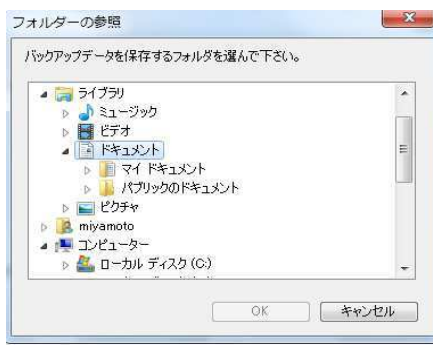 フォルダーの参照
バックアップデータを保存するフォルダを選んで下さい。
ライブラリ
ミュージック
ビデオ
ドキュメント
マイ ドキュメント
パブリックのドキュメント
ピクチャ
miyamoto
コンピューター
ローカル ディスク (C:)
OK キャンセル